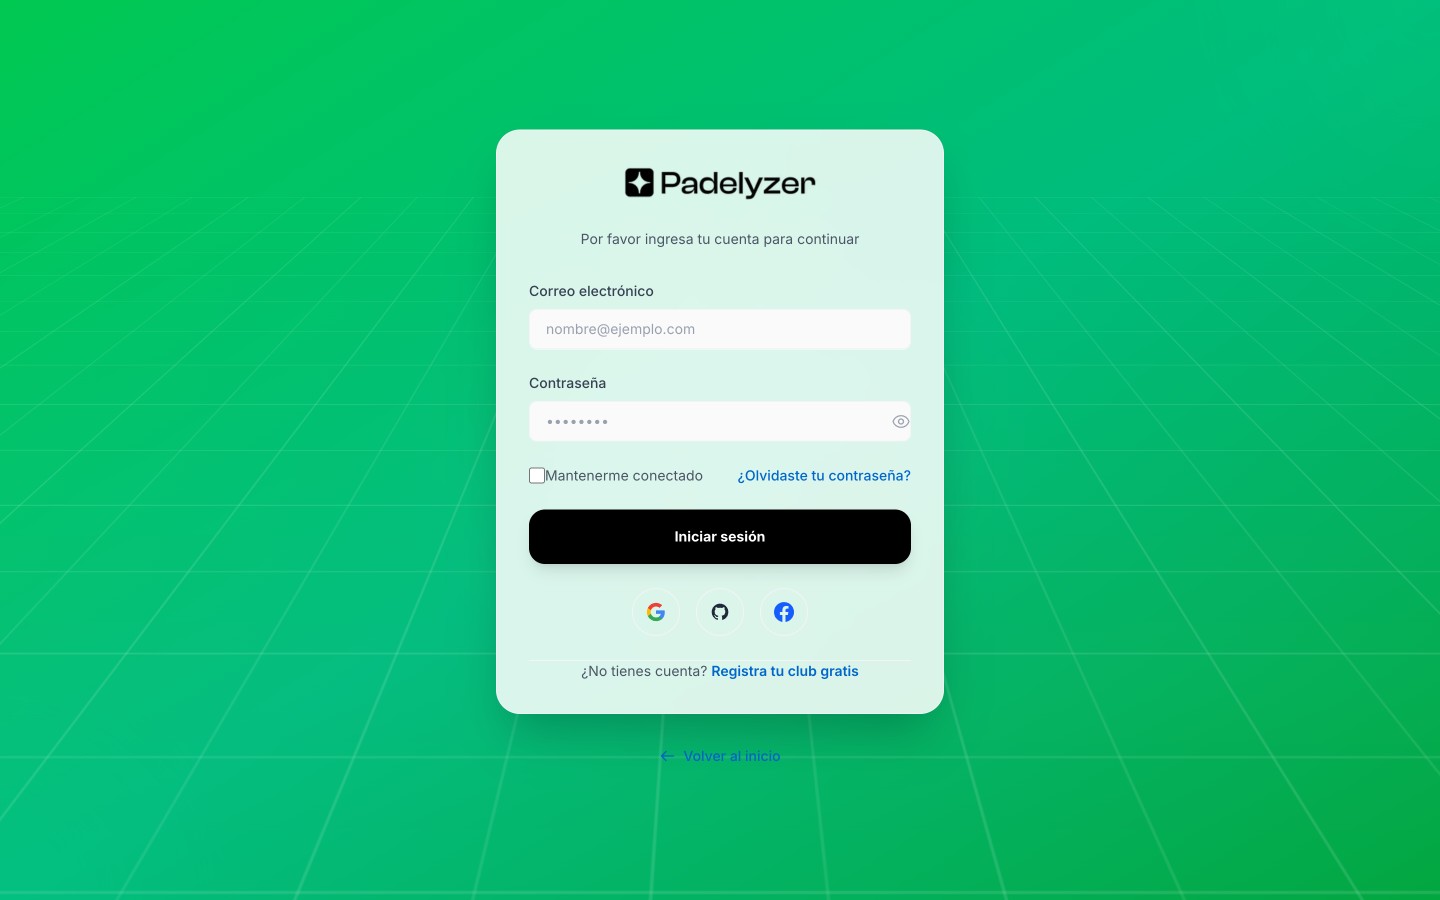 Padelyzer
Por favor ingresa tu cuenta para continuar
Correo electrónico
nombre@ejemplo.com
Contraseña
••••••••
Mantenerme conectado
¿Olvidaste tu contraseña?
Iniciar sesión
¿No tienes cuenta? Registra tu club gratis
← Volver al inicio